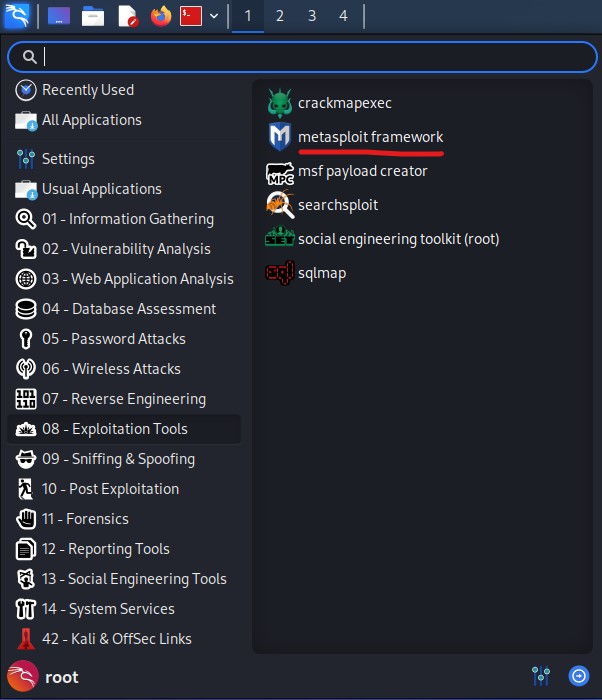 1 2 3 4
Recently Used
All Applications
Settings
Usual Applications
01 - Information Gathering
02 - Vulnerability Analysis
03 - Web Application Analysis
04 - Database Assessment
05 - Password Attacks
06 - Wireless Attacks
07 - Reverse Engineering
08 - Exploitation Tools
09 - Sniffing & Spoofing
10 - Post Exploitation
11 - Forensics
12 - Reporting Tools
13 - Social Engineering Tools
14 - System Services
42 - Kali & OffSec Links
crackmapexec
metasploit framework
MPC
msf payload creator
searchsploit
SET
social engineering toolkit (root)
sql
sqlmap
root